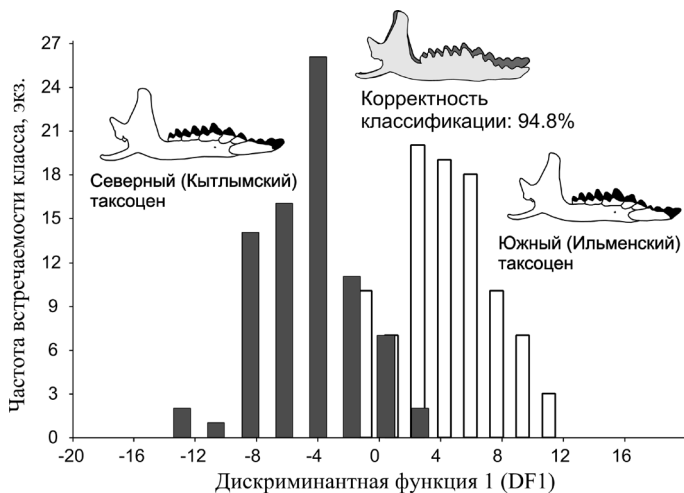 Корректность
классификации: 94.8%
Северный (Кытлымский)
таксоцен
Южный (Ильменский)
таксоцен
Частота встречаемости класса, экз.
27
24
21
18
15
12
9
6
3
0
-20 -16 -12 -8 -4 0 4 8 12 16
Дискриминантная функция 1 (DF1)